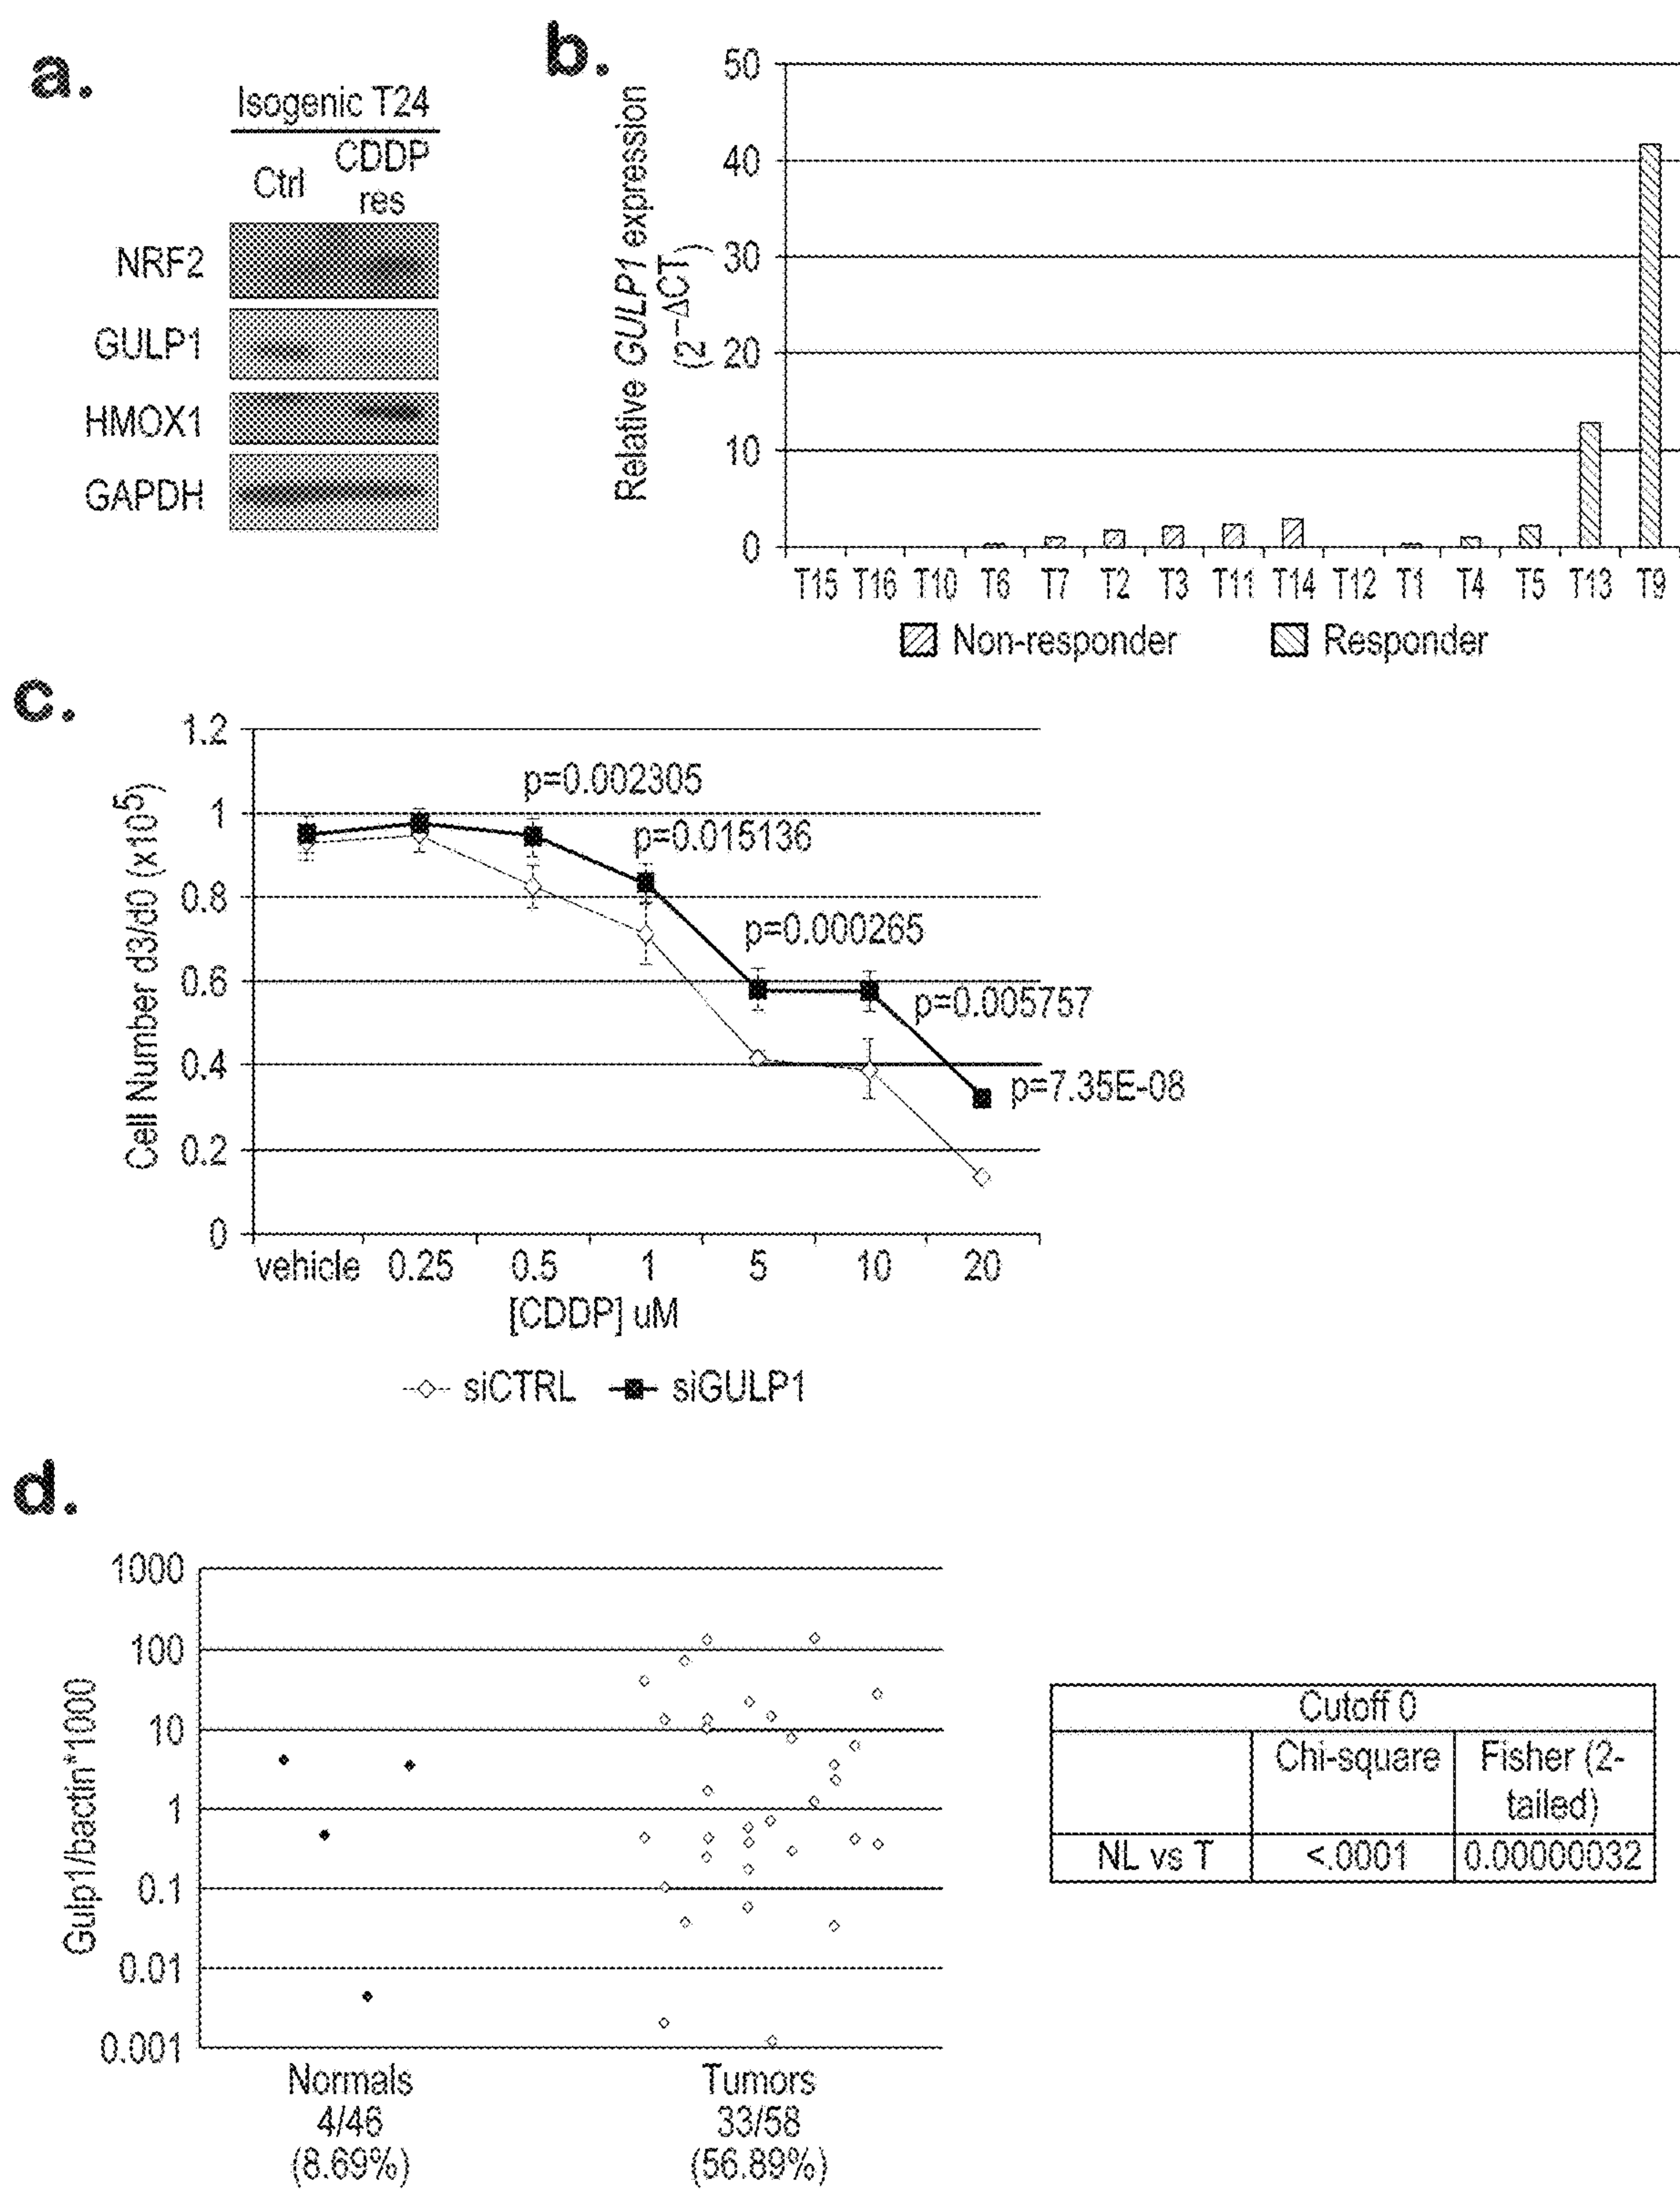 a.
Isogenic T24
Ctrl
CDDP
res
NRF2
GULP1
HMOX1
GAPDH
b.
Relative GULP1 expression
(2^-ΔCT)
50
40
30
20
10
0
T15 T16 T10 T6 T7 T2 T3 T11 T14 T12 T1 T4 T5 T13 T9
Non-responder Responder
c.
Cell Number d3/d0 (x10^5)
1.2
1
0.8
0.6
0.4
0.2
0
p=0.002305
p=0.015136
p=0.000265
p=0.005757
p=7.35E-08
vehicle 0.25 0.5 1 5 10 20
[CDDP] uM
siCTRL siGULP1
d.
Gulp1/bactin*1000
1000
100
10
1
0.1
0.01
0.001
Normals
4/46
(8.69%)
Tumors
33/58
(56.89%)
Cutoff 0
Chi-square
Fisher (2-
tailed)
NL vs T <.0001 0.00000032